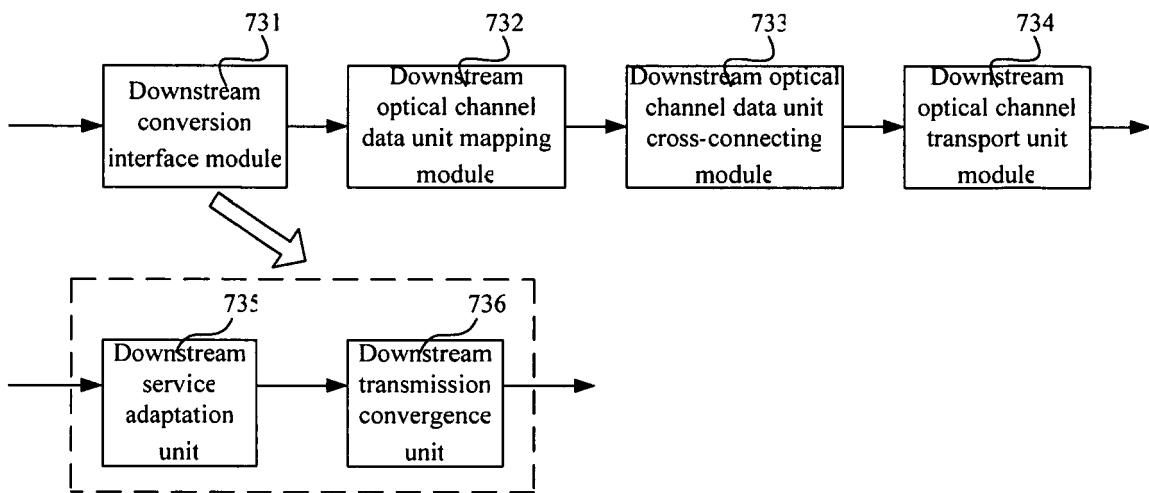 731
732
733
734
Downstream
conversion
interface module
Downstream
optical channel
data unit mapping
module
Downstream optical
channel data unit
cross-connecting
module
Downstream
optical channel
transport unit
module
735
736
Downstream
service
adaptation
unit
Downstream
transmission
convergence
unit